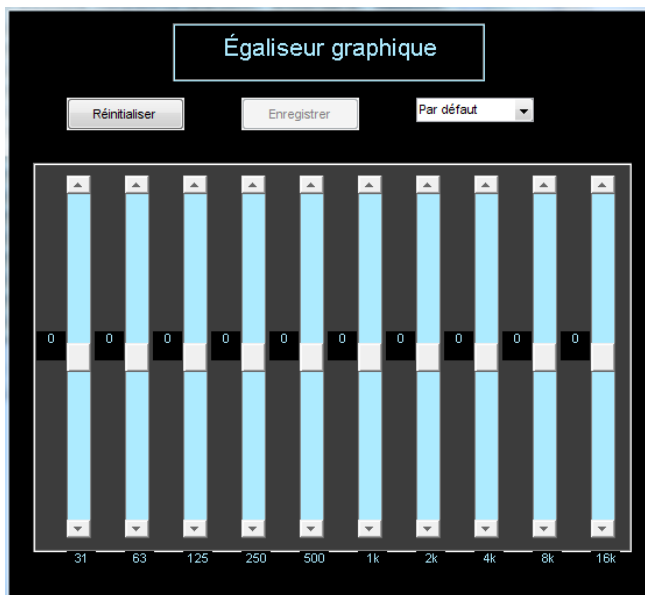 Égaliseur graphique
Réinitialiser Enregistrer Par défaut
0 0 0 0 0 0 0 0 0 0
31 63 125 250 500 1k 2k 4k 8k 16k